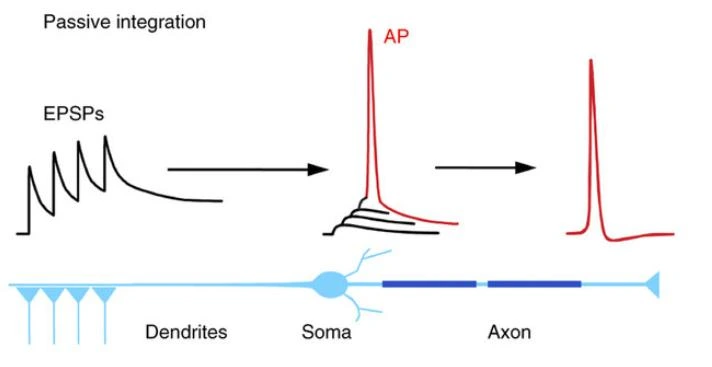 Passive integration
AP
EPSPs
Dendrites
Soma
Axon